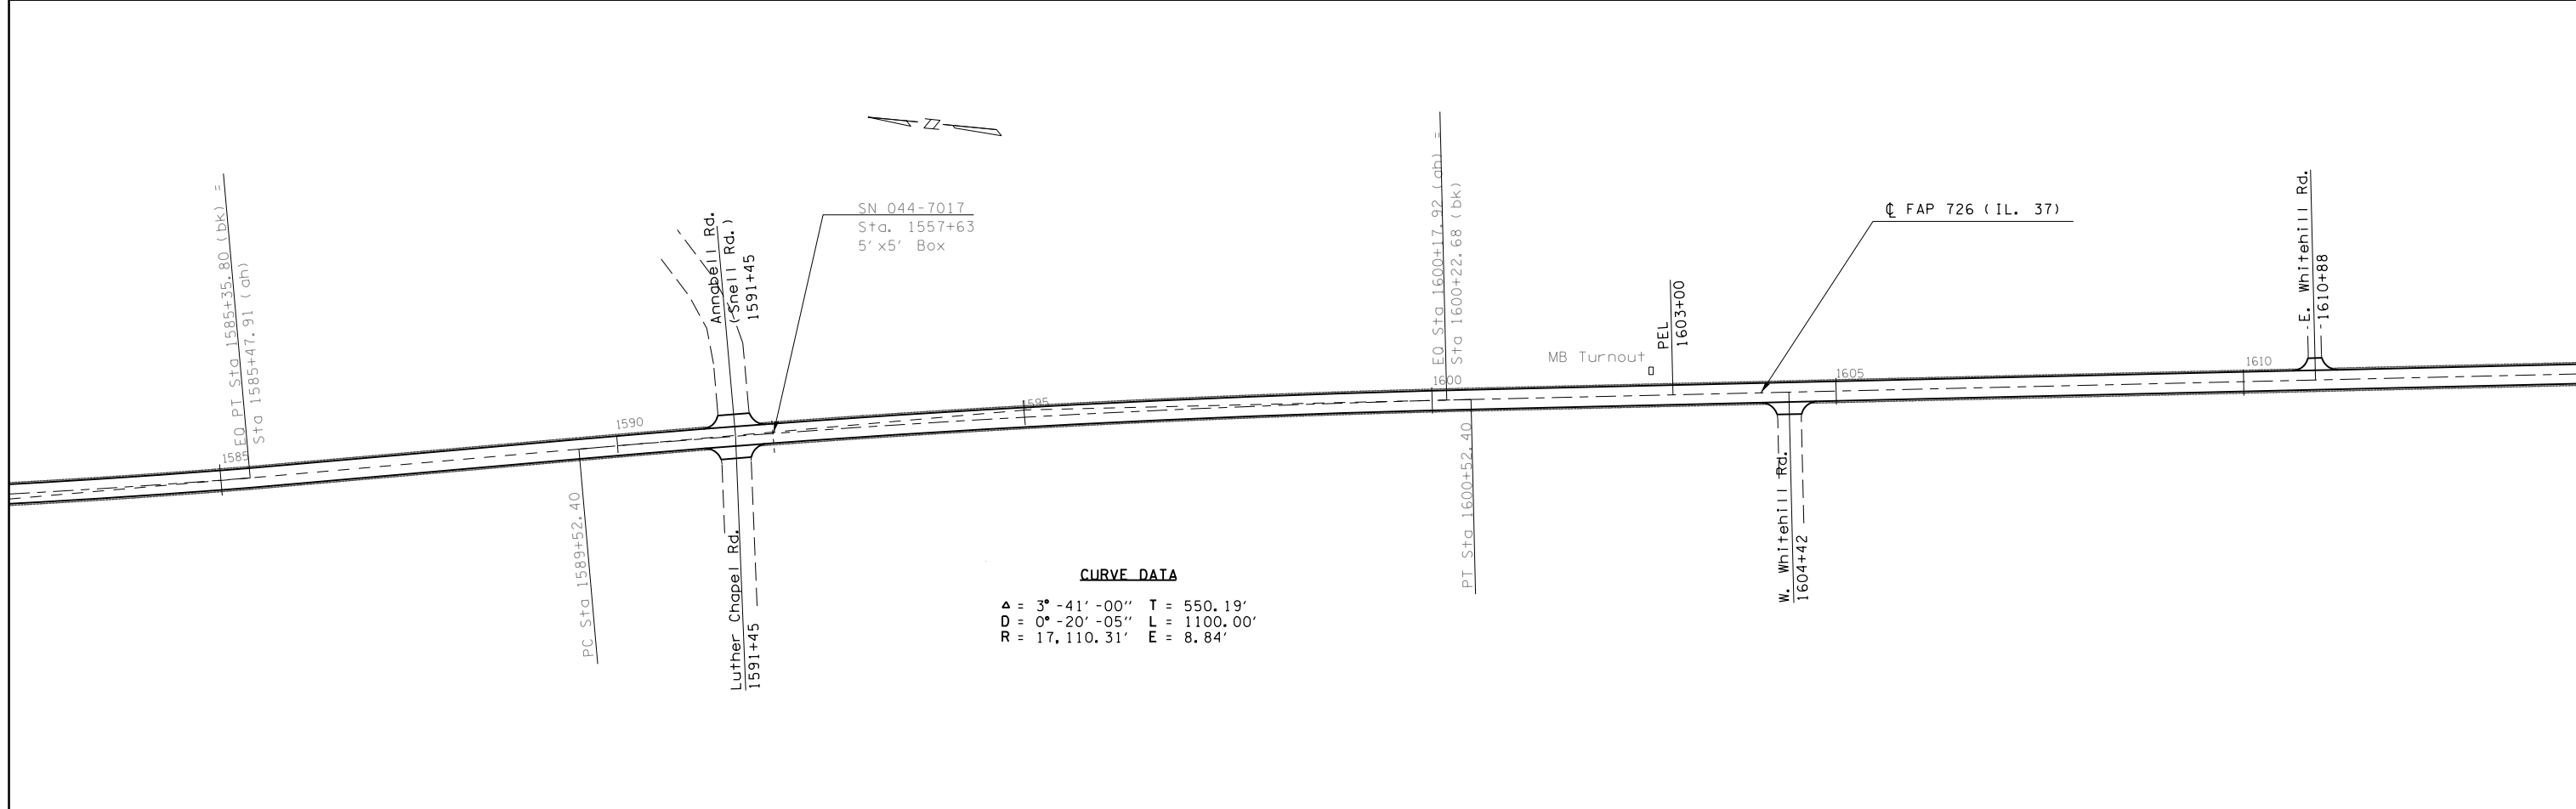 EQ PT Sta 1585+35.80 (bk) =
Sta 1585+47.91 (ah)
1585
PC Sta 1589+52.40
1590
Annabell Rd.
(Snell Rd.)
1591+45
Luther Chapel Rd.
1591+45
Z
SN 044-7017
Sta. 1557+63
5'x5' Box
1595
CURVE DATA
Δ = 3°-41'-00" T = 550.19'
D = 0°-20'-05" L = 1100.00'
R = 17,110.31' E = 8.84'
EQ Sta 1600+17.92 (ah) =
Sta 1600+22.68 (bk)
1600
PT Sta 1600+52.40
MB Turnout
PEL
1603+00
W. Whitehill Rd.
1604+42
1605
℄ FAP 726 (IL. 37)
1610
E. Whitehill Rd.
1610+88